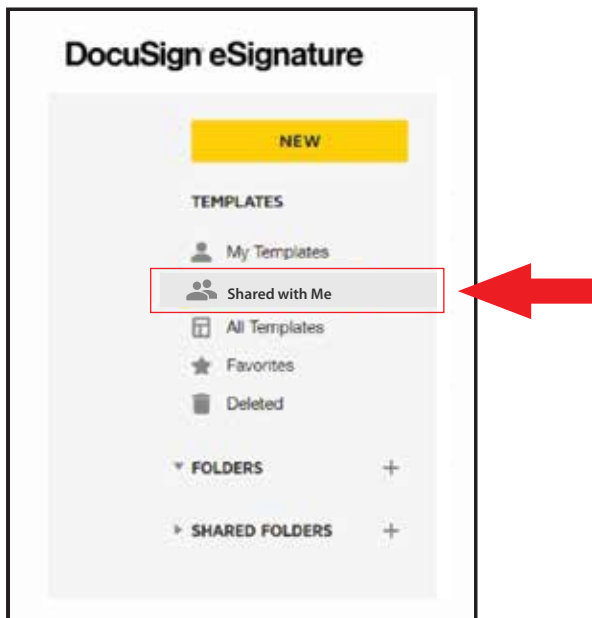 DocuSign eSignature
NEW
TEMPLATES
My Templates
Shared with Me
All Templates
Favorites
Deleted
FOLDERS +
SHARED FOLDERS +